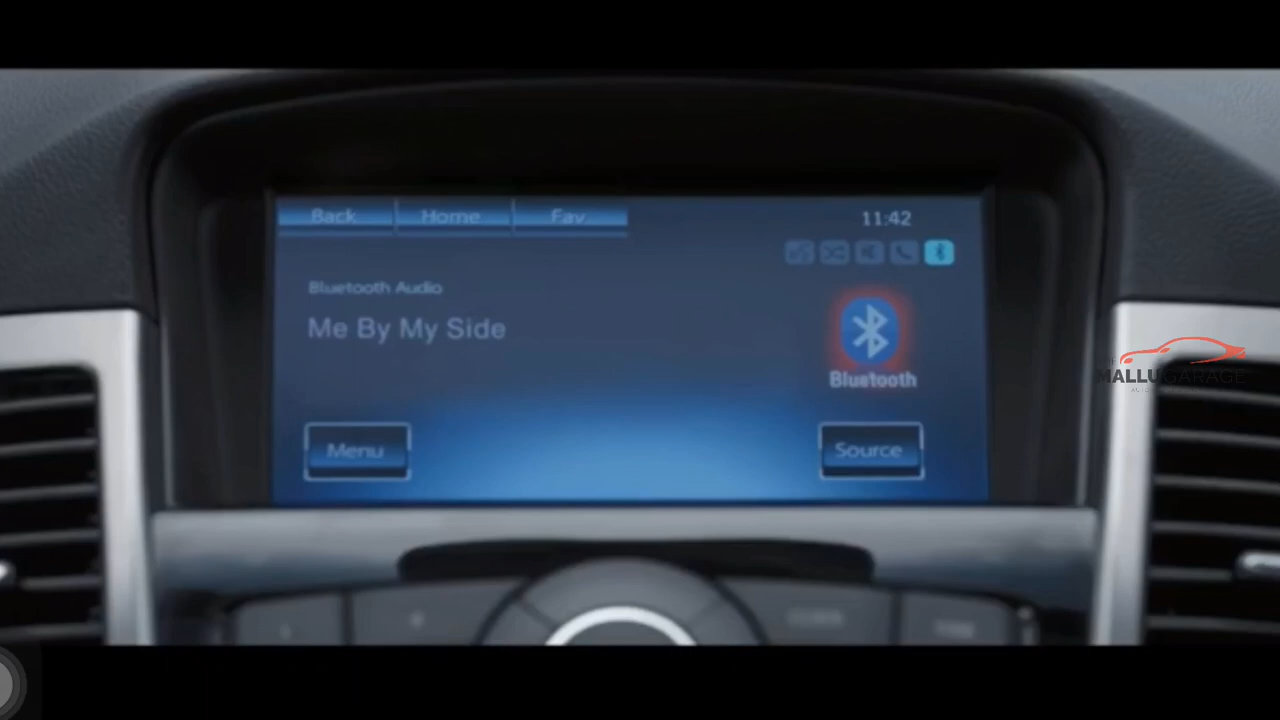 Back Home Fav
11:42
Bluetooth Audio
Me By My Side
Bluetooth
Menu
Source
MALLU GARAGE